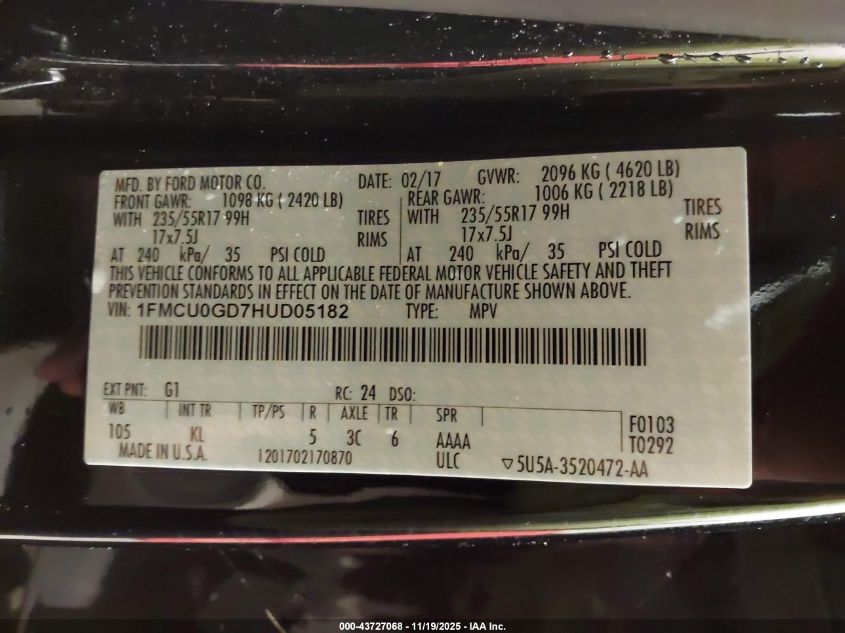 MFD. BY FORD MOTOR CO. DATE: 02/17 GVWR: 2096 KG ( 4620 LB)
FRONT GAWR: 1098 KG ( 2420 LB) REAR GAWR: 1006 KG ( 2218 LB)
WITH 235/55R17 99H TIRES WITH 235/55R17 99H TIRES
17x7.5J RIMS 17x7.5J RIMS
AT 240 kPa/ 35 PSI COLD AT 240 kPa/ 35 PSI COLD
THIS VEHICLE CONFORMS TO ALL APPLICABLE FEDERAL MOTOR VEHICLE SAFETY AND THEFT
PREVENTION STANDARDS IN EFFECT ON THE DATE OF MANUFACTURE SHOWN ABOVE.
VIN: 1FMCU0GD7HUD05182 TYPE: MPV
EXT PNT: G1 RC: 24 DSO:
WB INT TR TP/PS R AXLE TR SPR
105 KL 5 3C 6 AAAA F0103
T0292
MADE IN U.S.A. 1201702170870 ULC ▽5U5A-3520472-AA
000-43727068 - 11/19/2025 - IAA Inc.